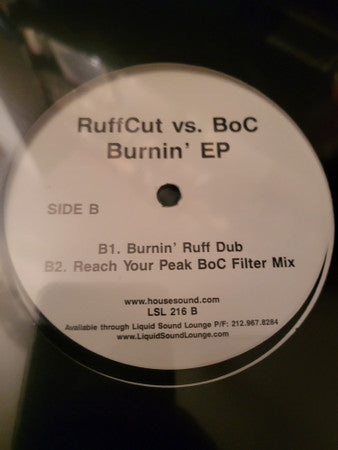 RuffCut vs. BoC
Burnin' EP
SIDE B
B1. Burnin' Ruff Dub
B2. Reach Your Peak BoC Filter Mix
www.housesound.com
LSL 216 B
Available through Liquid Sound Lounge P/F: 212.967.8284
www.LiquidSoundLounge.com